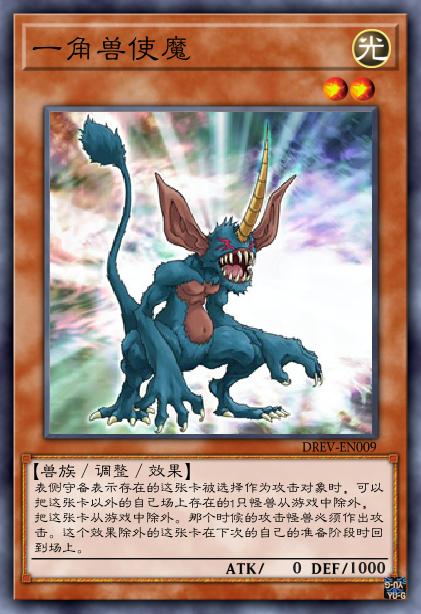 一角兽使魔
光
DREV-EN009
【兽族／调整／效果】
表侧守备表示存在的这张卡被选择作为攻击对象时，可以
把这张卡以外的自己场上存在的1只怪兽从游戏中除外，
把这张卡从游戏中除外。那个时候的攻击怪兽必须作出攻
击。这个效果除外的这张卡在下次的自己的准备阶段时回
到场上。
ATK/ 0 DEF/1000